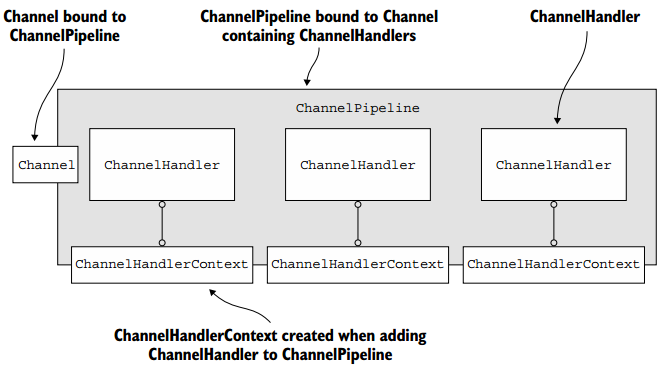 Channel bound to
ChannelPipeline
ChannelPipeline bound to Channel
containing ChannelHandlers
ChannelHandler
ChannelPipeline
Channel
ChannelHandler
ChannelHandler
ChannelHandler
ChannelHandlerContext
ChannelHandlerContext
ChannelHandlerContext
ChannelHandlerContext created when adding
ChannelHandler to ChannelPipeline